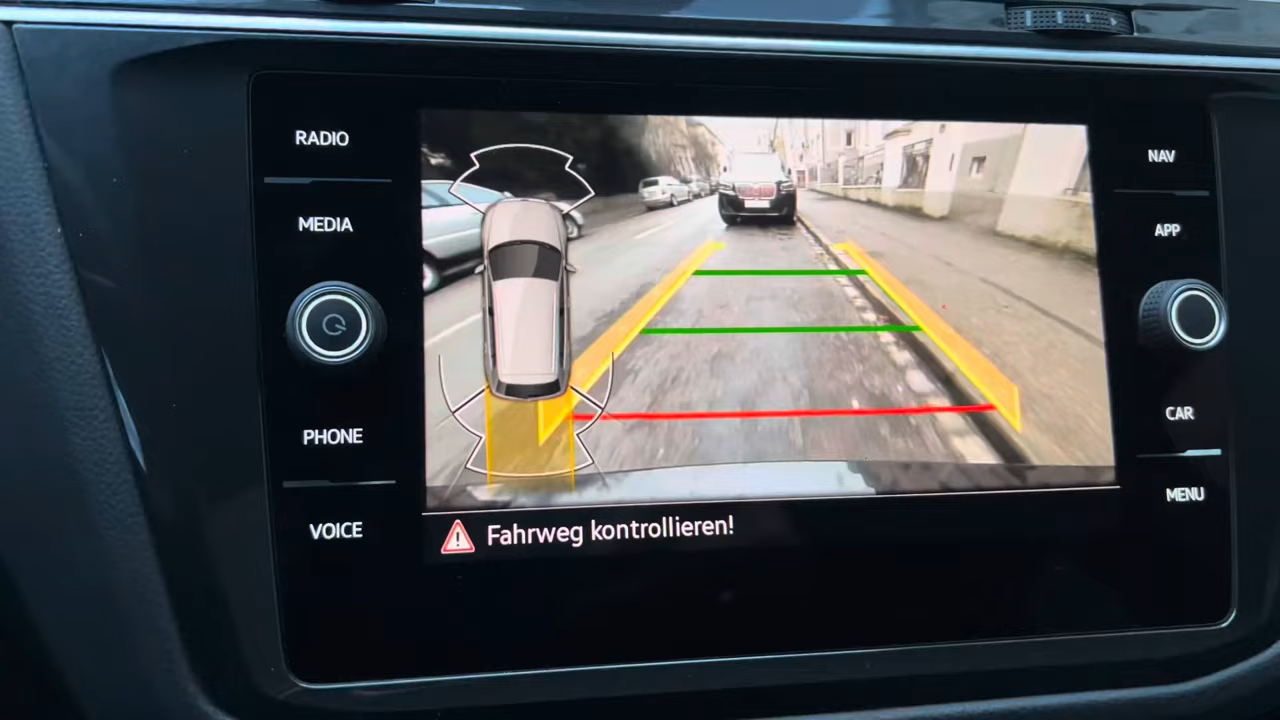 RADIO
MEDIA
PHONE
VOICE
NAV
APP
CAR
MENU
Fahrweg kontrollieren!